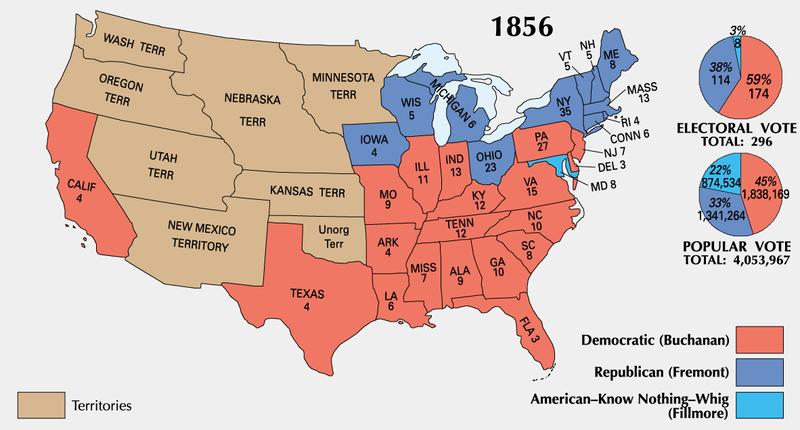 1856
WASH TERR
OREGON
TERR
NEBRASKA
TERR
MINNESOTA
TERR
UTAH
TERR
KANSAS TERR
NEW MEXICO
TERRITORY
Unorg
Terr
CALIF
4
TEXAS
4
WIS
5
MICHIGAN 6
IOWA
4
ILL
11
IND
13
OHIO
23
MO
9
KY
12
TENN
12
ARK
4
LA
6
MISS
7
ALA
9
GA
10
FLA 3
SC
8
NC
10
VA
15
PA
27
NY
35
VT
5
NH
5
ME
8
MASS
13
RI 4
CONN 6
NJ 7
DEL 3
MD 8
3%
8
38%
114
59%
174
ELECTORAL VOTE
TOTAL: 296
22%
874,534
45%
1,838,169
33%
1,341,264
POPULAR VOTE
TOTAL: 4,053,967
Democratic (Buchanan)
Republican (Fremont)
American–Know Nothing–Whig
(Fillmore)
Territories